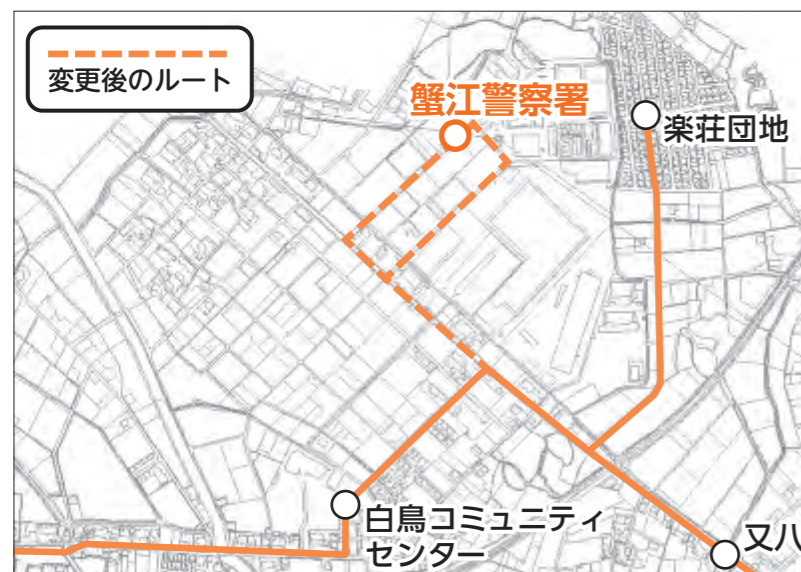 変更後のルート
蟹江警察署
楽荘団地
白鳥コミュニティ
センター
又八